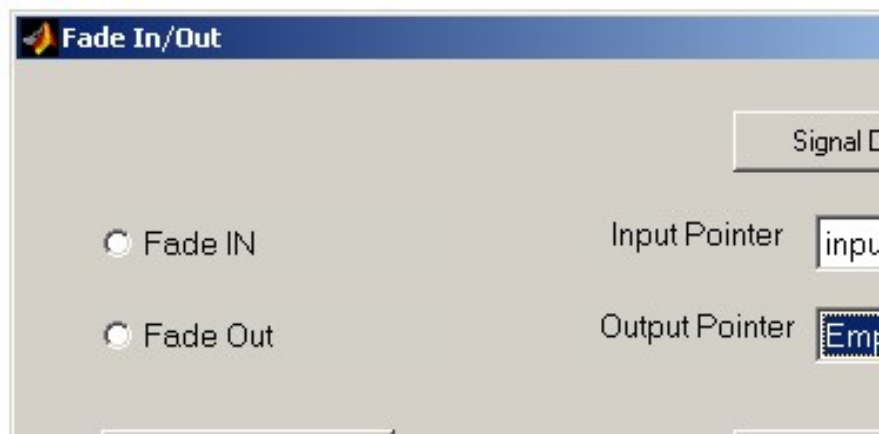 Fade In/Out
Signal
Fade IN
Input Pointer
Fade Out
Output Pointer